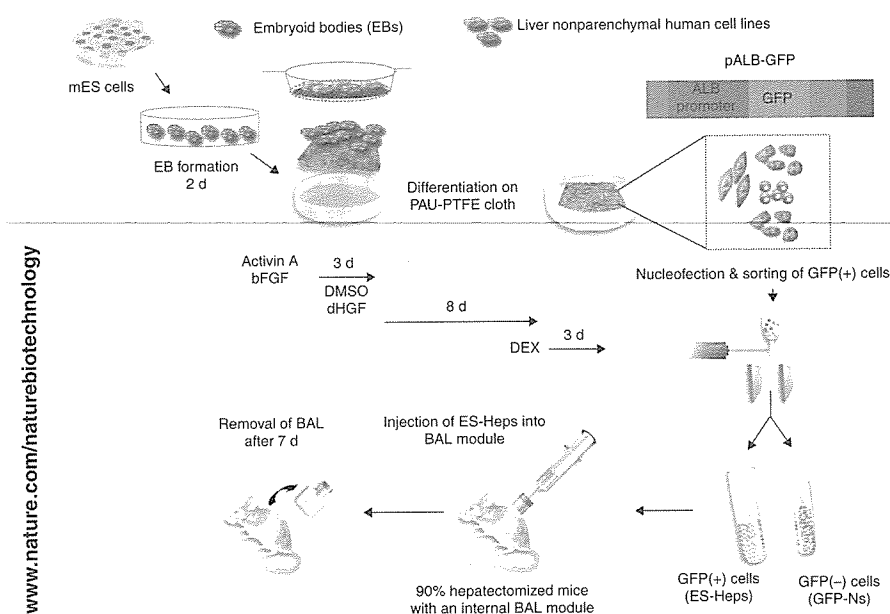 Embryoid bodies (EBs)
Liver nonparenchymal human cell lines
mES cells
pALB-GFP
ALB
promoter
GFP
EB formation
2 d
Differentiation on
PAU-PTFE cloth
www.nature.com/naturebiotechnology
Activin A
bFGF
3 d
DMSO
dHGF
8 d
DEX
3 d
Nucleofection & sorting of GFP(+) cells
Removal of BAL
after 7 d
Injection of ES-Heps into
BAL module
90% hepatectomized mice
with an internal BAL module
GFP(+) cells
(ES-Heps)
GFP(−) cells
(GFP-Ns)